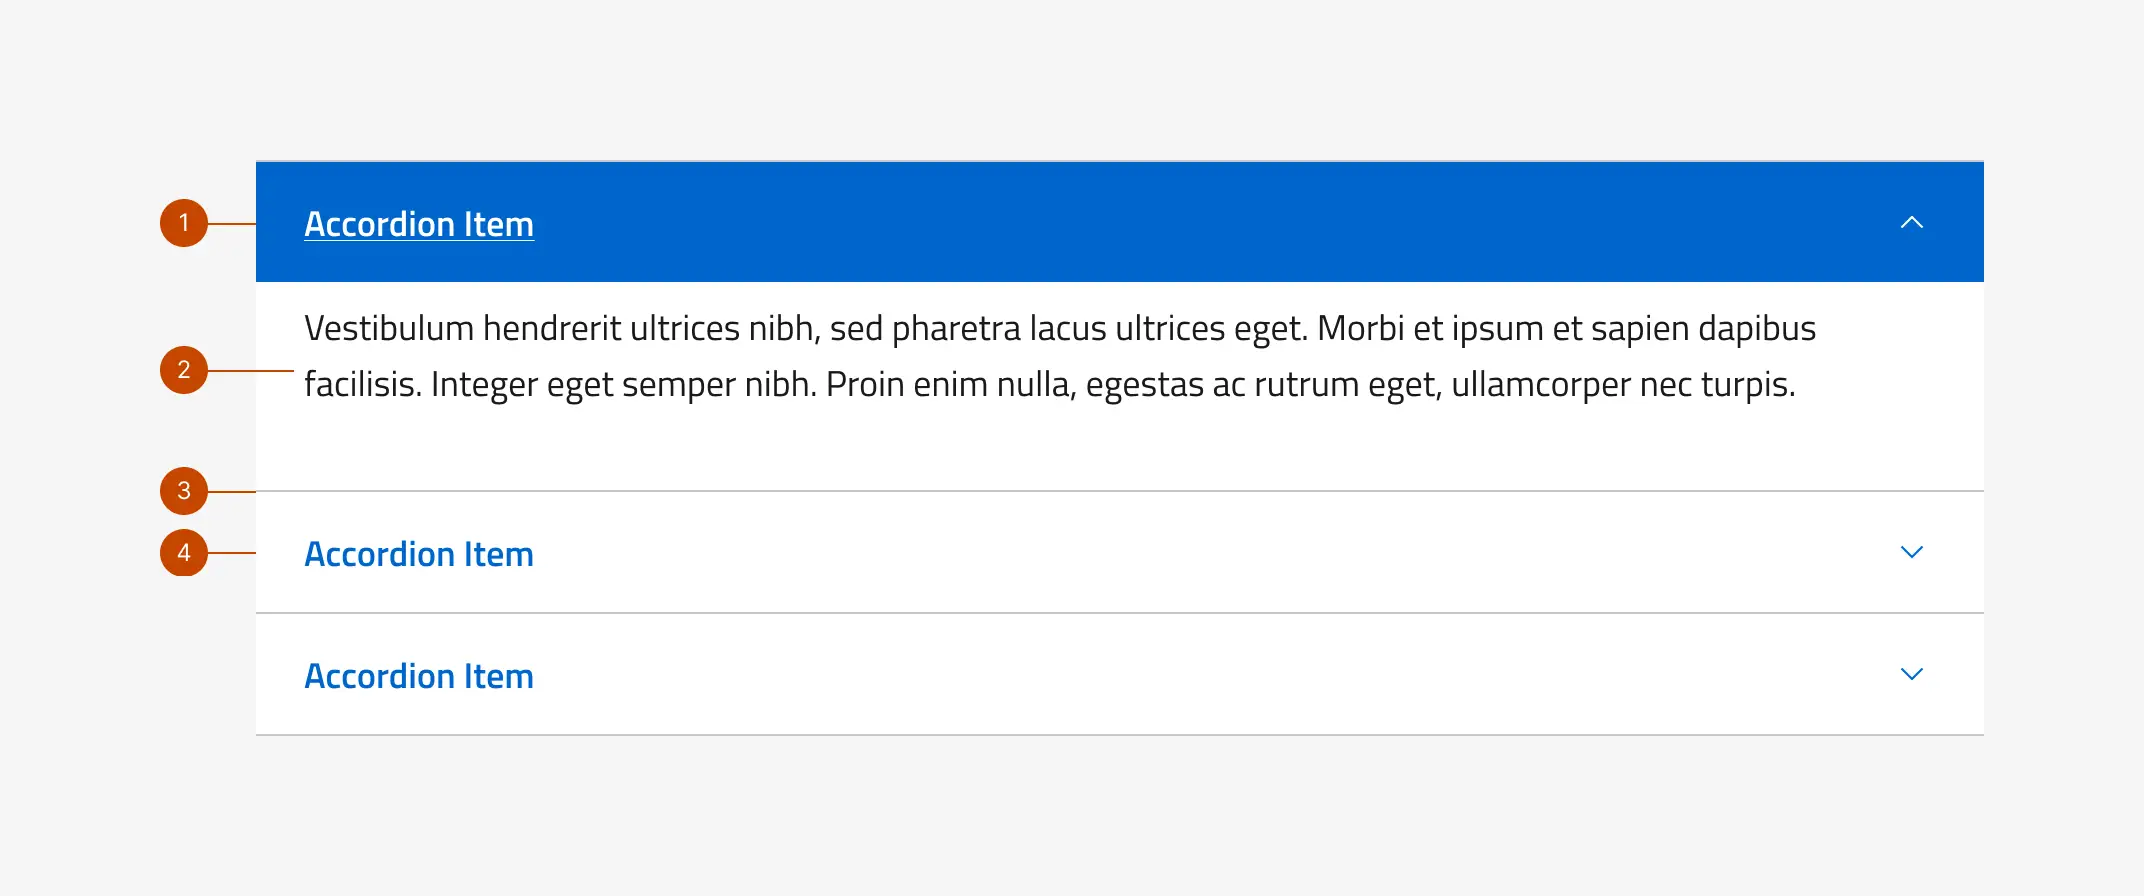 1
Accordion Item
Vestibulum hendrerit ultrices nibh, sed pharetra lacus ultrices eget. Morbi et ipsum et sapien dapibus
2
facilisis. Integer eget semper nibh. Proin enim nulla, egestas ac rutrum eget, ullamcorper nec turpis.
3
4
Accordion Item
Accordion Item